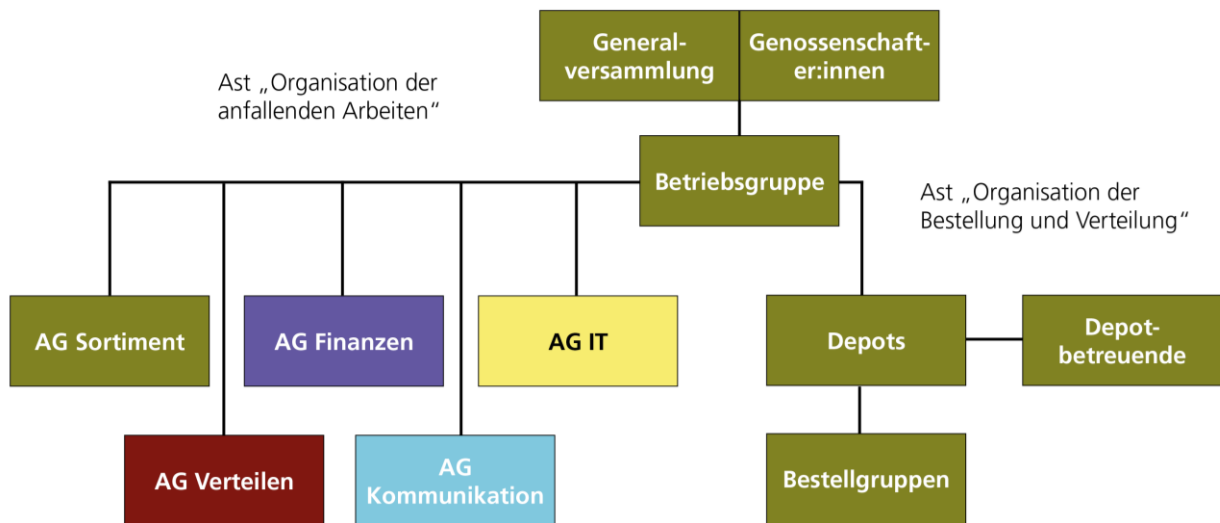 General-
versammlung
Genossenschaft-
er:innen
Ast „Organisation der
anfallenden Arbeiten“
Betriebsgruppe
Ast „Organisation der
Bestellung und Verteilung“
AG Sortiment
AG Finanzen
AG IT
Depots
Depot-
betreuende
AG Verteilen
AG
Kommunikation
Bestellgruppen